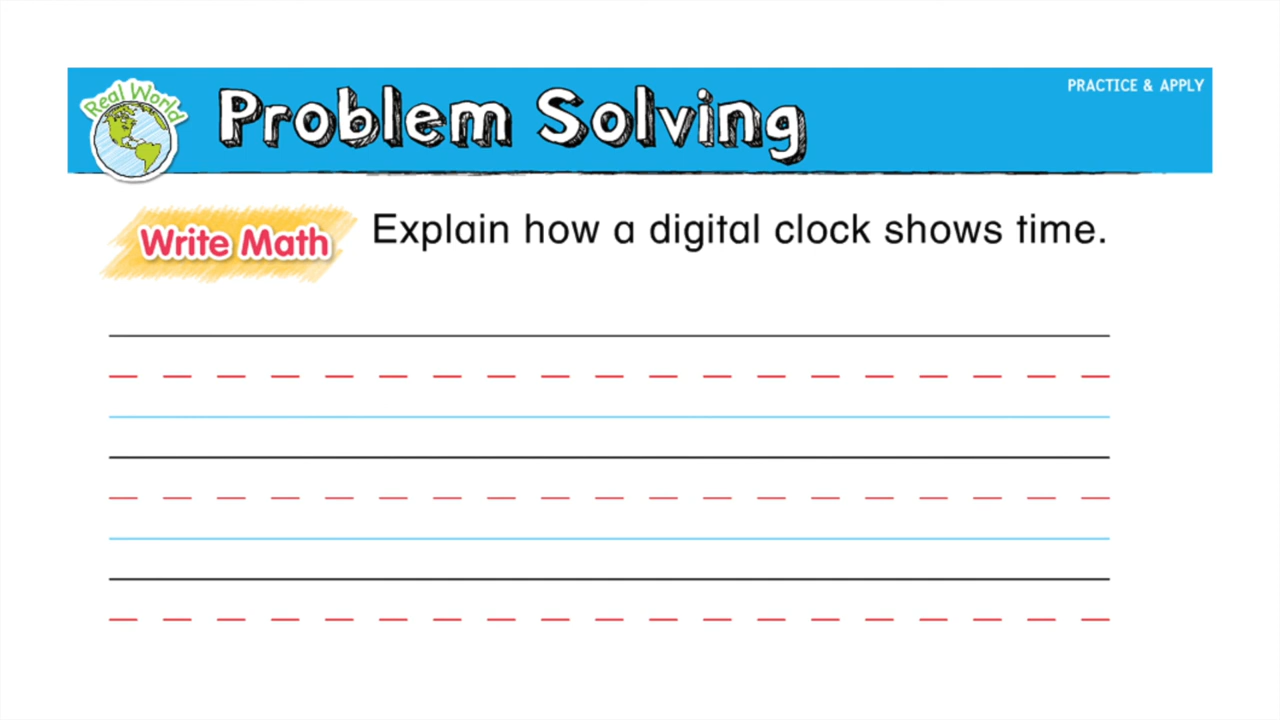 Real World
Problem Solving
PRACTICE & APPLY
Write Math
Explain how a digital clock shows time.